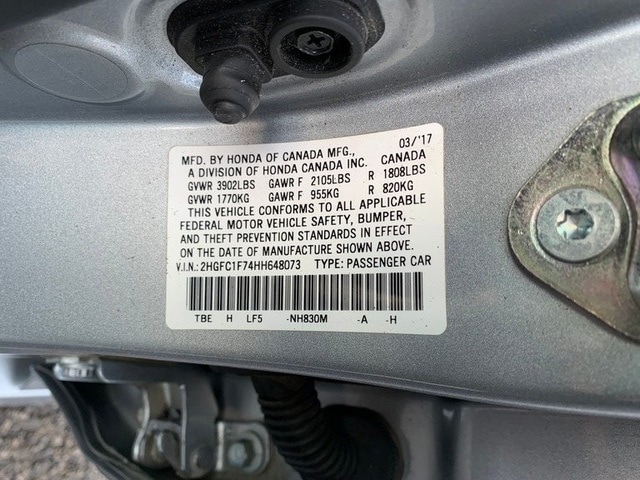 MFD. BY HONDA OF CANADA MFG., 03/'17
A DIVISION OF HONDA CANADA INC. CANADA
GVWR 3902LBS GAWR F 2105LBS R 1808LBS
GVWR 1770KG GAWR F 955KG R 820KG
THIS VEHICLE CONFORMS TO ALL APPLICABLE
FEDERAL MOTOR VEHICLE SAFETY, BUMPER,
AND THEFT PREVENTION STANDARDS IN EFFECT
ON THE DATE OF MANUFACTURE SHOWN ABOVE.
V.I.N.: 2HGFC1F74HH648073 TYPE: PASSENGER CAR
TBE H LF5 -NH830M -A -H